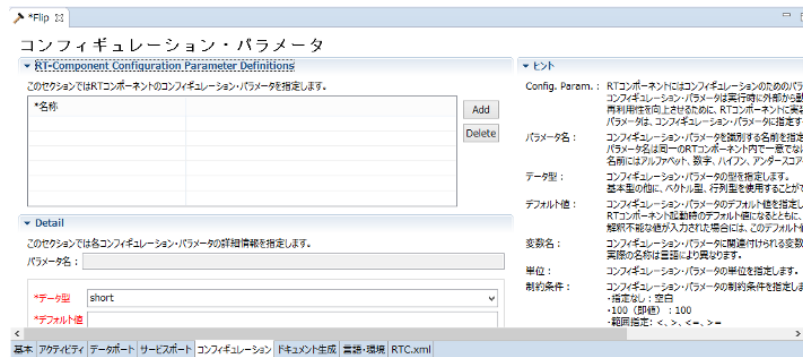 *Flip
コンフィギュレーション・パラメータ
RT-Component Configuration Parameter Definitions
このセクションではRTコンポーネントのコンフィギュレーション・パラメータを指定します。
*名称
Add
Delete
Detail
このセクションでは各コンフィギュレーション・パラメータの詳細情報を指定します。
パラメータ名：
*データ型
short
*デフォルト値
ヒント
Config. Param.： RTコンポーネントにはコンフィギュレーションのためのパラ
コンフィギュレーション・パラメータは実行時に外部から動
再利用性を向上させるために、RTコンポーネントに実
パラメータは、コンフィギュレーション・パラメータに指定す
パラメータ名： コンフィギュレーション・パラメータを識別する名前を指定
パラメータ名は同一のRTコンポーネント内で一意でな
名前にはアルファベット、数字、ハイフン、アンダースコア
データ型： コンフィギュレーション・パラメータの型を指定します。
基本型の他に、ベクトル型、行列型を使用することが
デフォルト値： コンフィギュレーション・パラメータのデフォルト値を指定し
RTコンポーネント起動時のデフォルト値になるとともに、
解釈不能な値が入力された場合には、このデフォルト値
変数名： コンフィギュレーション・パラメータに関連付けられる変数
実際の名称は言語により異なります。
単位： コンフィギュレーション・パラメータの単位を指定します。
制約条件： コンフィギュレーション・パラメータの制約条件を指定しま
・指定なし：空白
・100（即値）：100
・範囲指定：<、>、<=、>=
基本 アクティビティ データポート サービスポート コンフィギュレーション ドキュメント生成 言語・環境 RTC.xml